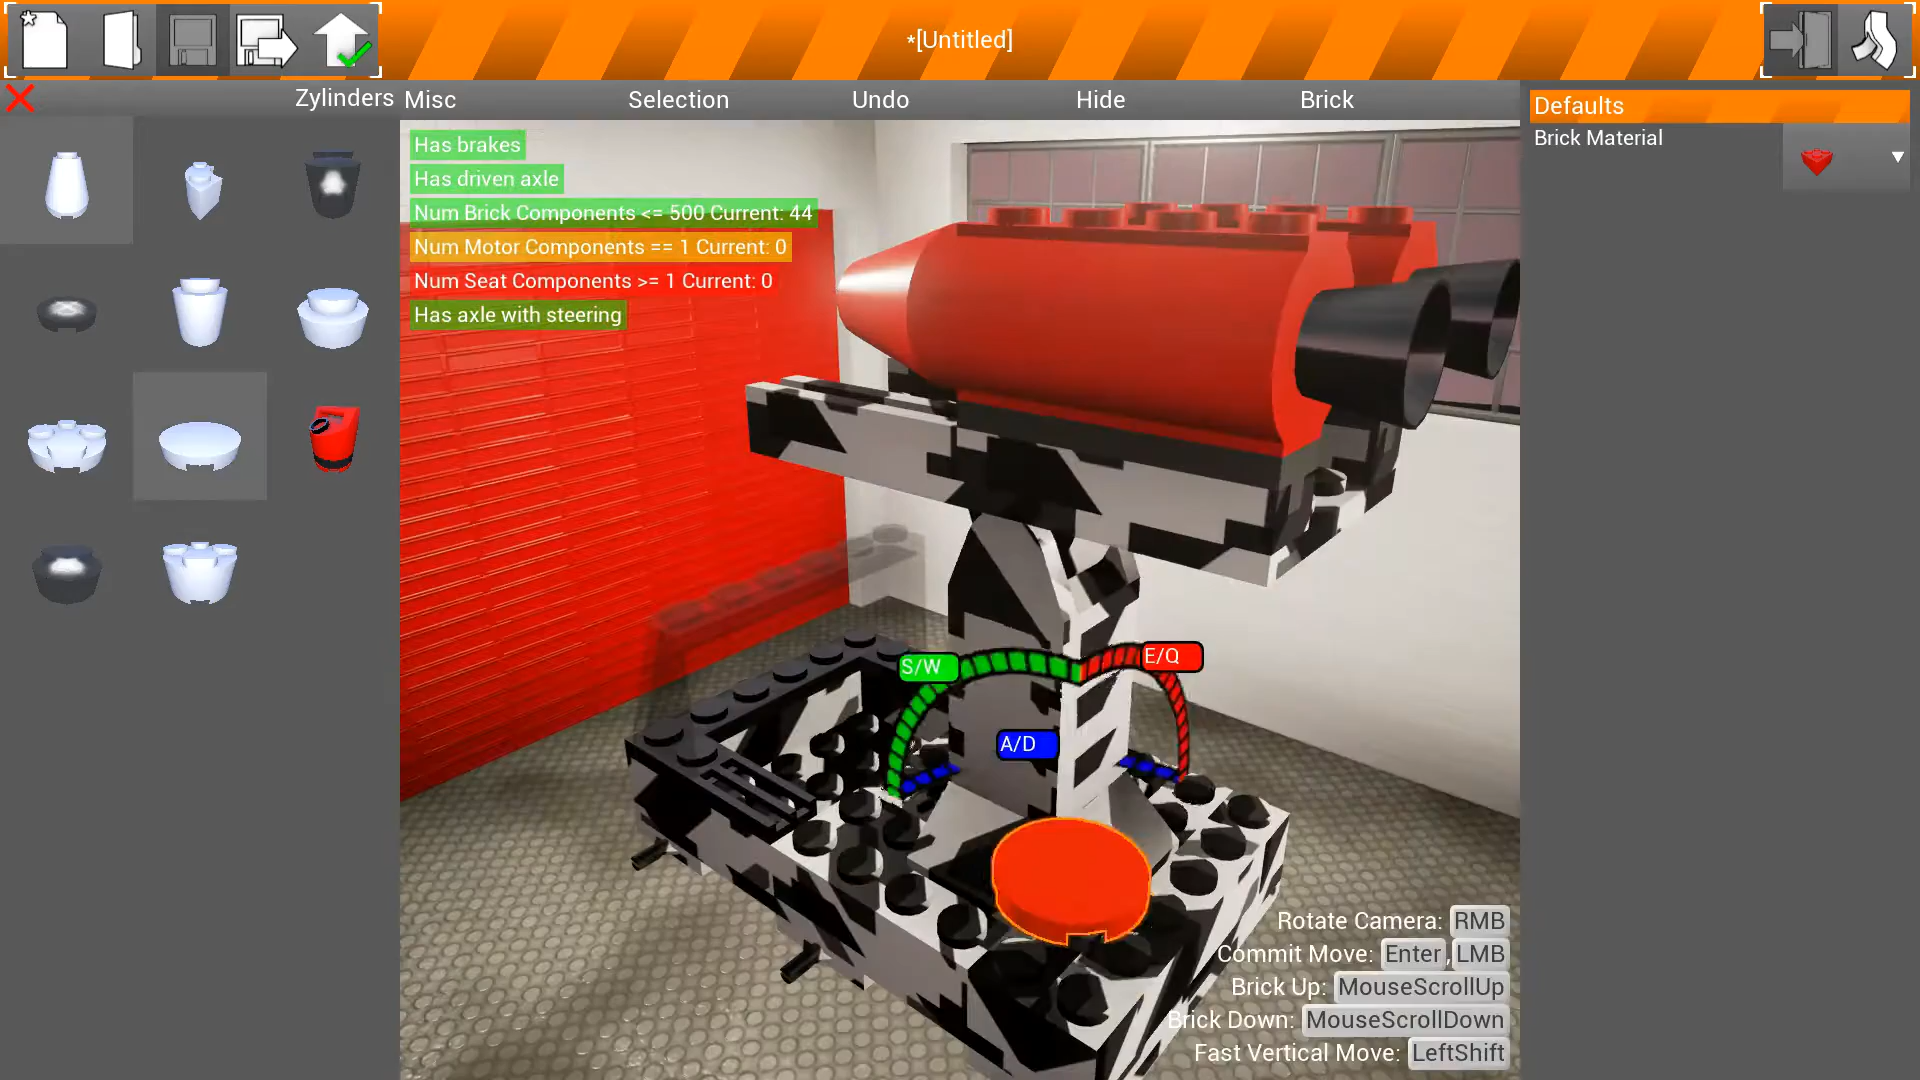 *[Untitled]
Zylinders
Misc
Selection
Undo
Hide
Brick
Defaults
Brick Material
Has brakes
Has driven axle
Num Brick Components <= 500 Current: 44
Num Motor Components == 1 Current: 0
Num Seat Components >= 1 Current: 0
Has axle with steering
S/W
E/Q
A/D
Rotate Camera: RMB
Commit Move: Enter, LMB
Brick Up: MouseScrollUp
Brick Down: MouseScrollDown
Fast Vertical Move: LeftShift